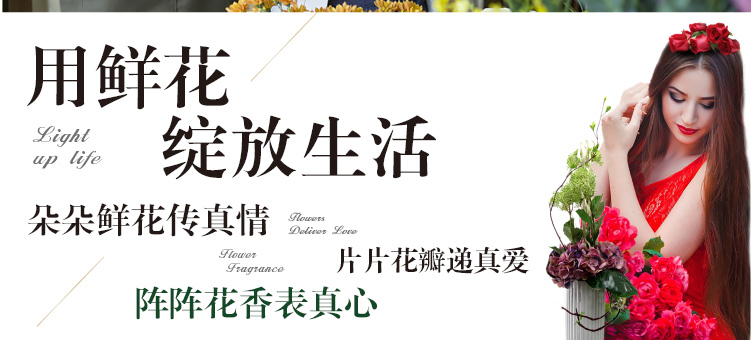 用鲜花
Light
up life
绽放生活
朵朵鲜花传真情
Flowers
Deliver Love
Flower
Fragrance
片片花瓣递真爱
阵阵花香表真心